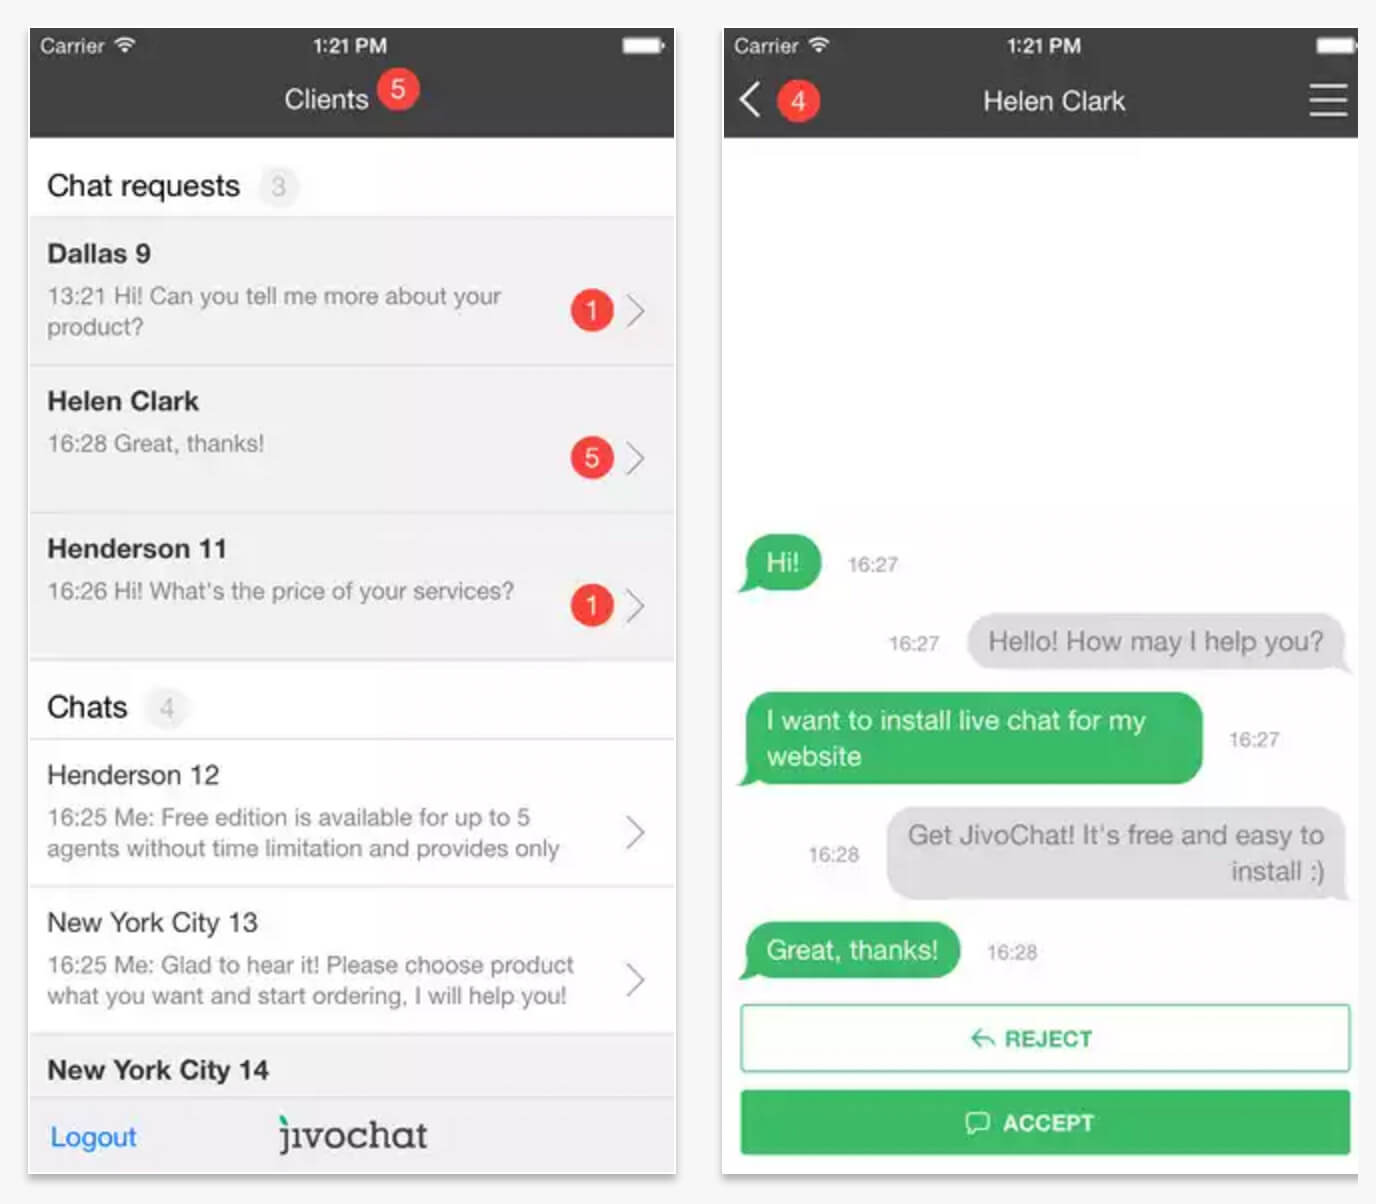 Carrier 1:21 PM
Clients 5
Chat requests 3
Dallas 9
13:21 Hi! Can you tell me more about your
product?
1
Helen Clark
16:28 Great, thanks!
5
Henderson 11
16:26 Hi! What's the price of your services?
1
Chats 4
Henderson 12
16:25 Me: Free edition is available for up to 5
agents without time limitation and provides only
New York City 13
16:25 Me: Glad to hear it! Please choose product
what you want and start ordering, I will help you!
New York City 14
Logout jivochat
Carrier 1:21 PM
4 Helen Clark
Hi! 16:27
16:27 Hello! How may I help you?
I want to install live chat for my
website
16:27
Get JivoChat! It's free and easy to
install :)
16:28
Great, thanks! 16:28
REJECT
ACCEPT